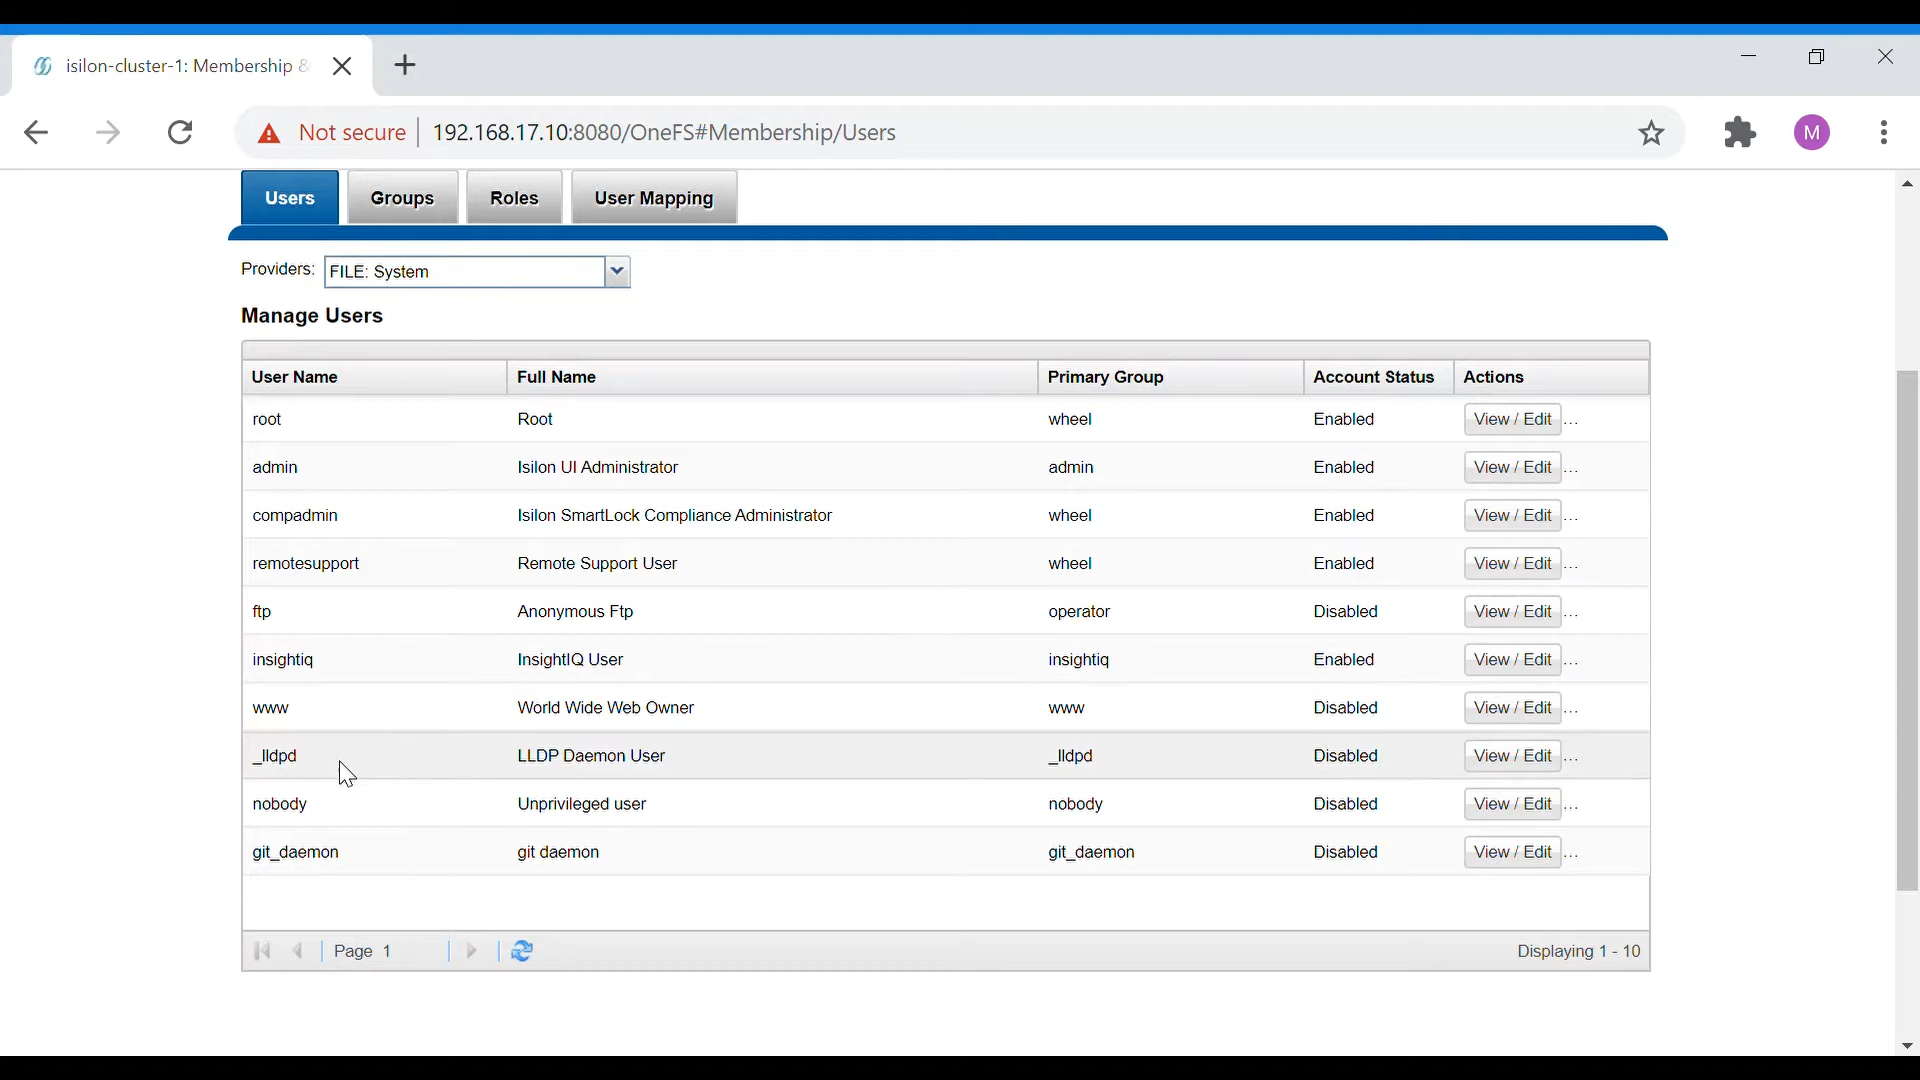 isilon-cluster-1: Membership &
Not secure 192.168.17.10:8080/OneFS#Membership/Users
M
Users Groups Roles User Mapping
Providers: FILE: System
Manage Users
User Name Full Name Primary Group Account Status Actions
root Root wheel Enabled View / Edit ...
admin Isilon UI Administrator admin Enabled View / Edit ...
compadmin Isilon SmartLock Compliance Administrator wheel Enabled View / Edit ...
remotesupport Remote Support User wheel Enabled View / Edit ...
ftp Anonymous Ftp operator Disabled View / Edit ...
insightiq InsightIQ User insightiq Enabled View / Edit ...
www World Wide Web Owner www Disabled View / Edit ...
_lldpd LLDP Daemon User _lldpd Disabled View / Edit ...
nobody Unprivileged user nobody Disabled View / Edit ...
git_daemon git daemon git_daemon Disabled View / Edit ...
Page 1 Displaying 1 - 10